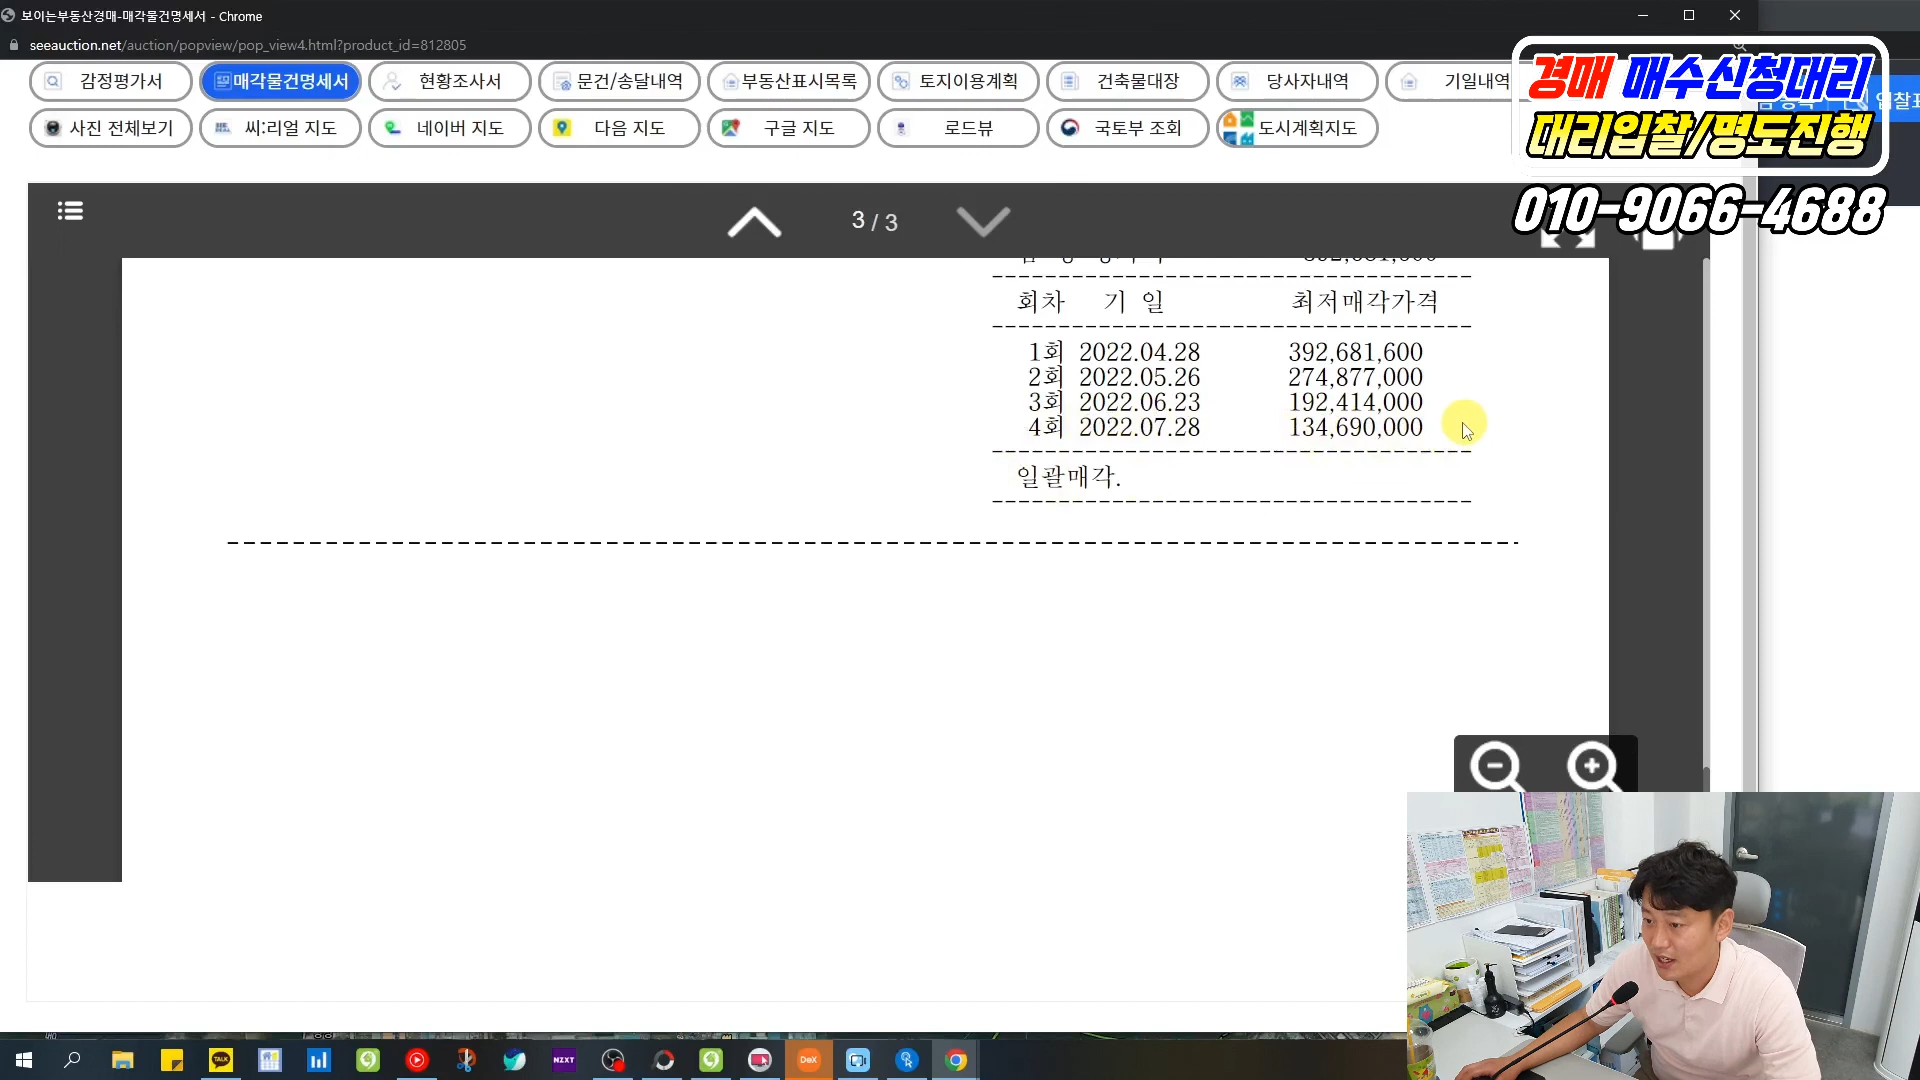 보이는부동산경매-매각물건명세서 - Chrome
seeauction.net/auction/popview/pop_view4.html?product_id=812805
감정평가서 매각물건명세서 현황조사서 문건/송달내역 부동산표시목록 토지이용계획 건축물대장 당사자내역 기일내역
사진 전체보기 씨:리얼 지도 네이버 지도 다음 지도 구글 지도 로드뷰 국토부 조회 도시계획지도
경매 매수신청대리
대리입찰/명도진행
010-9066-4688
3 / 3
회차 기 일 최저매각가격
1회 2022.04.28 392,681,600
2회 2022.05.26 274,877,000
3회 2022.06.23 192,414,000
4회 2022.07.28 134,690,000
일괄매각.
TALK
NZXT
DeX